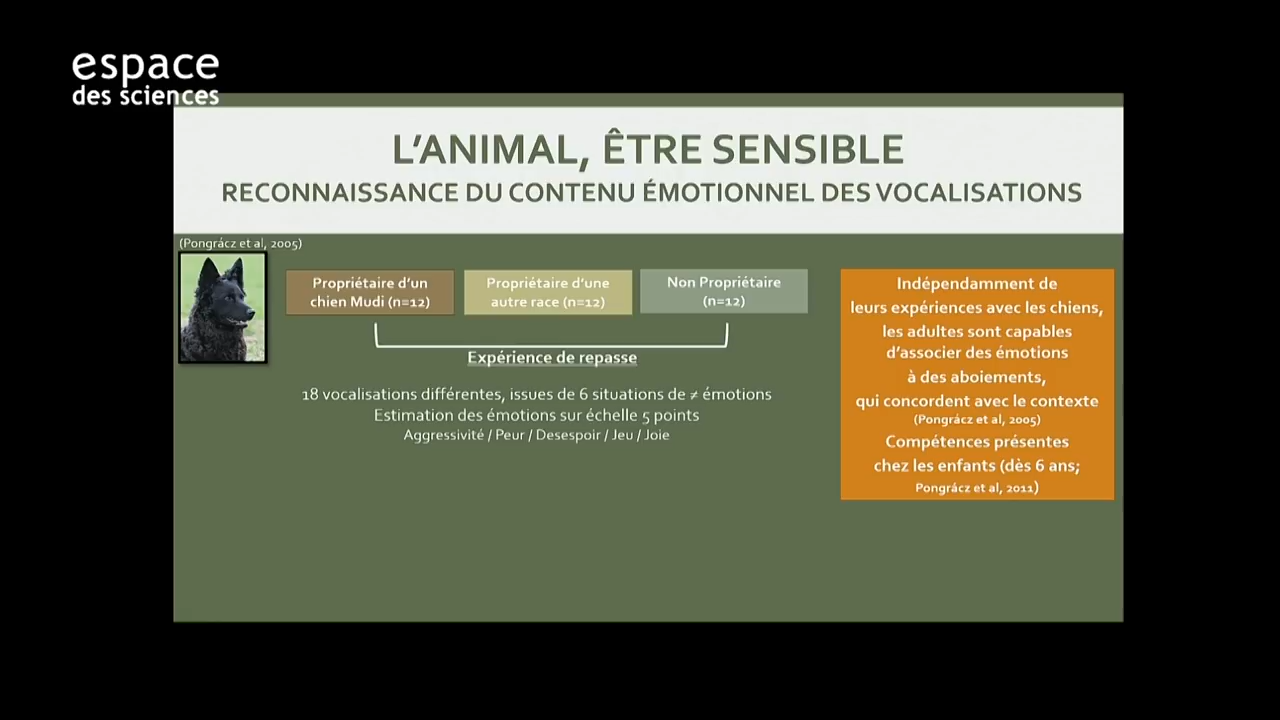 espace
des sciences
L'ANIMAL, ÊTRE SENSIBLE
RECONNAISSANCE DU CONTENU ÉMOTIONNEL DES VOCALISATIONS
(Pongrácz et al, 2005)
Propriétaire d'un
chien Mudi (n=12)
Propriétaire d'une
autre race (n=12)
Non Propriétaire
(n=12)
Expérience de repasse
18 vocalisations différentes, issues de 6 situations de ≠ émotions
Estimation des émotions sur échelle 5 points
Aggressivité / Peur / Desespoir / Jeu / Joie
Indépendamment de
leurs expériences avec les chiens,
les adultes sont capables
d'associer des émotions
à des aboiements,
qui concordent avec le contexte
(Pongrácz et al, 2005)
Compétences présentes
chez les enfants (dès 6 ans;
Pongrácz et al, 2011)